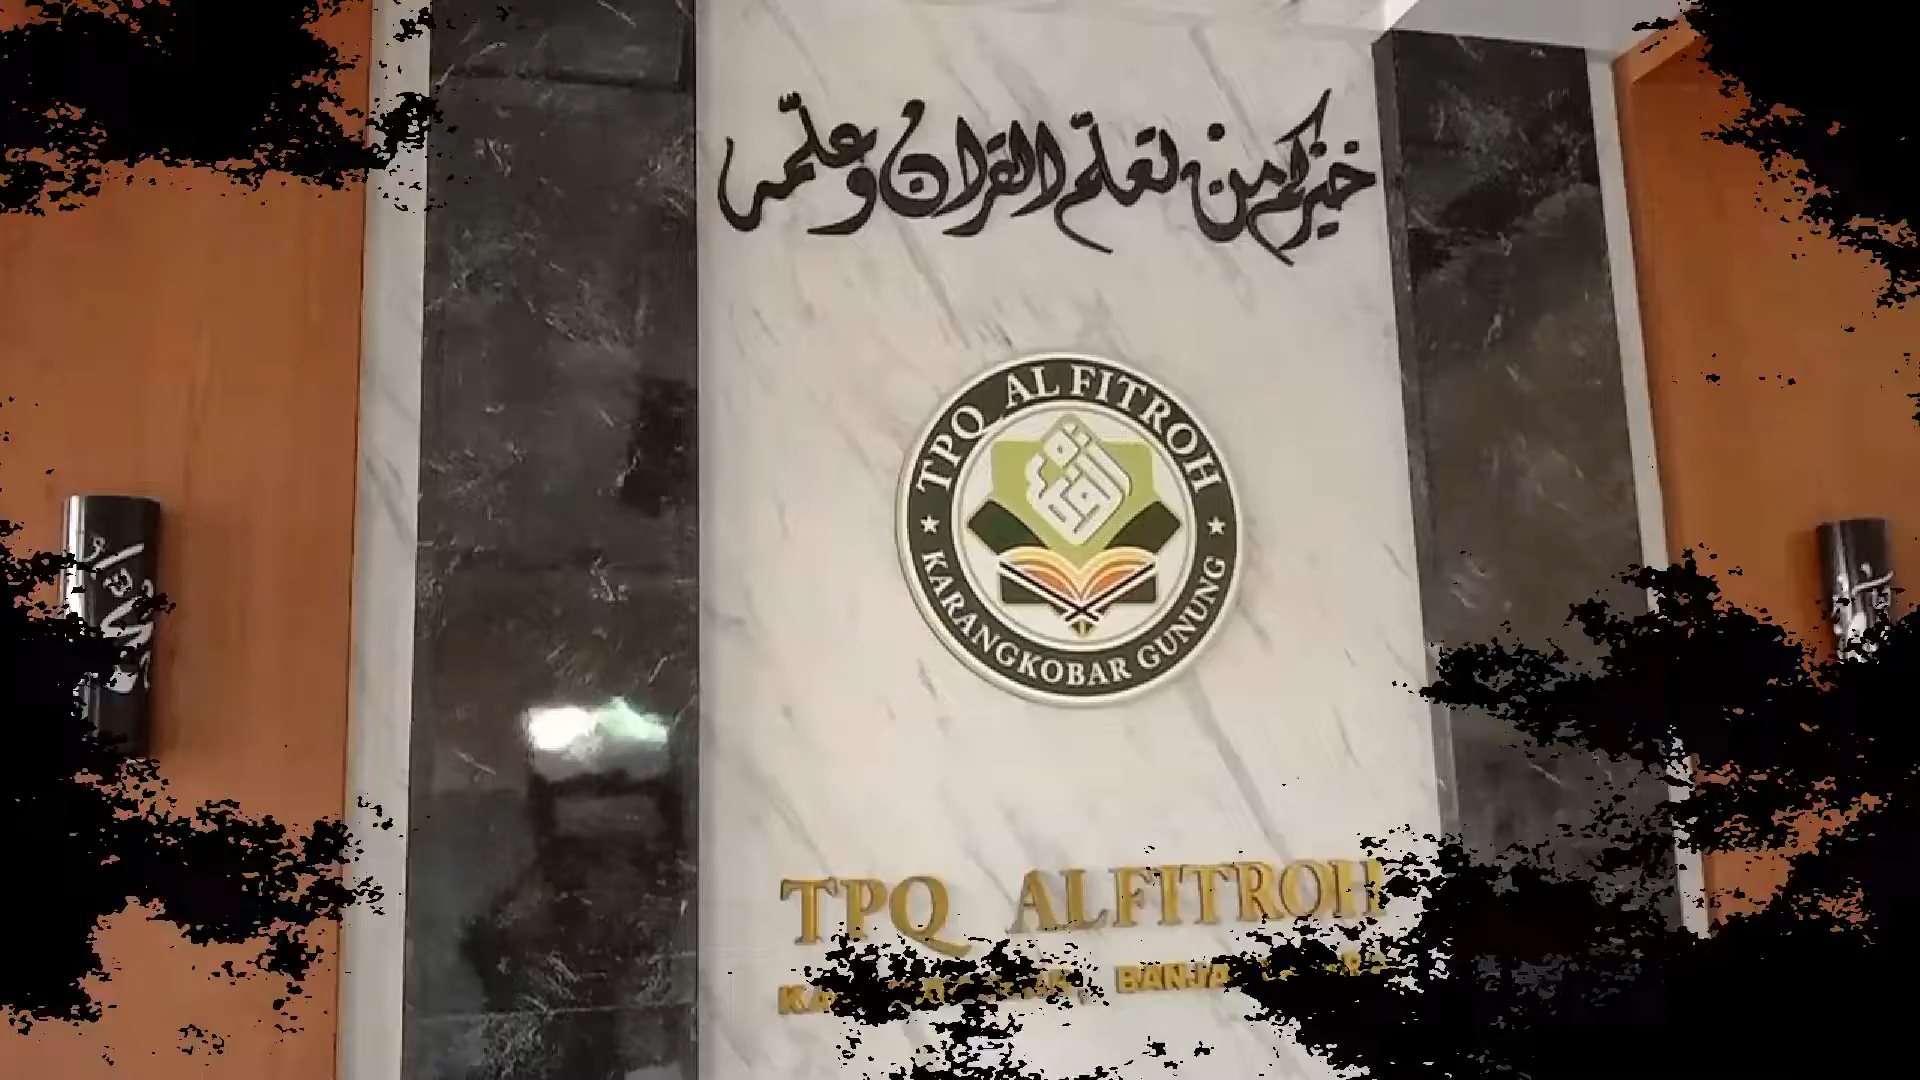 خيركم من تعلم القران وعلمه
TPQ AL FITROH
KARANGKOBAR GUNUNG
TPQ ALFITROH